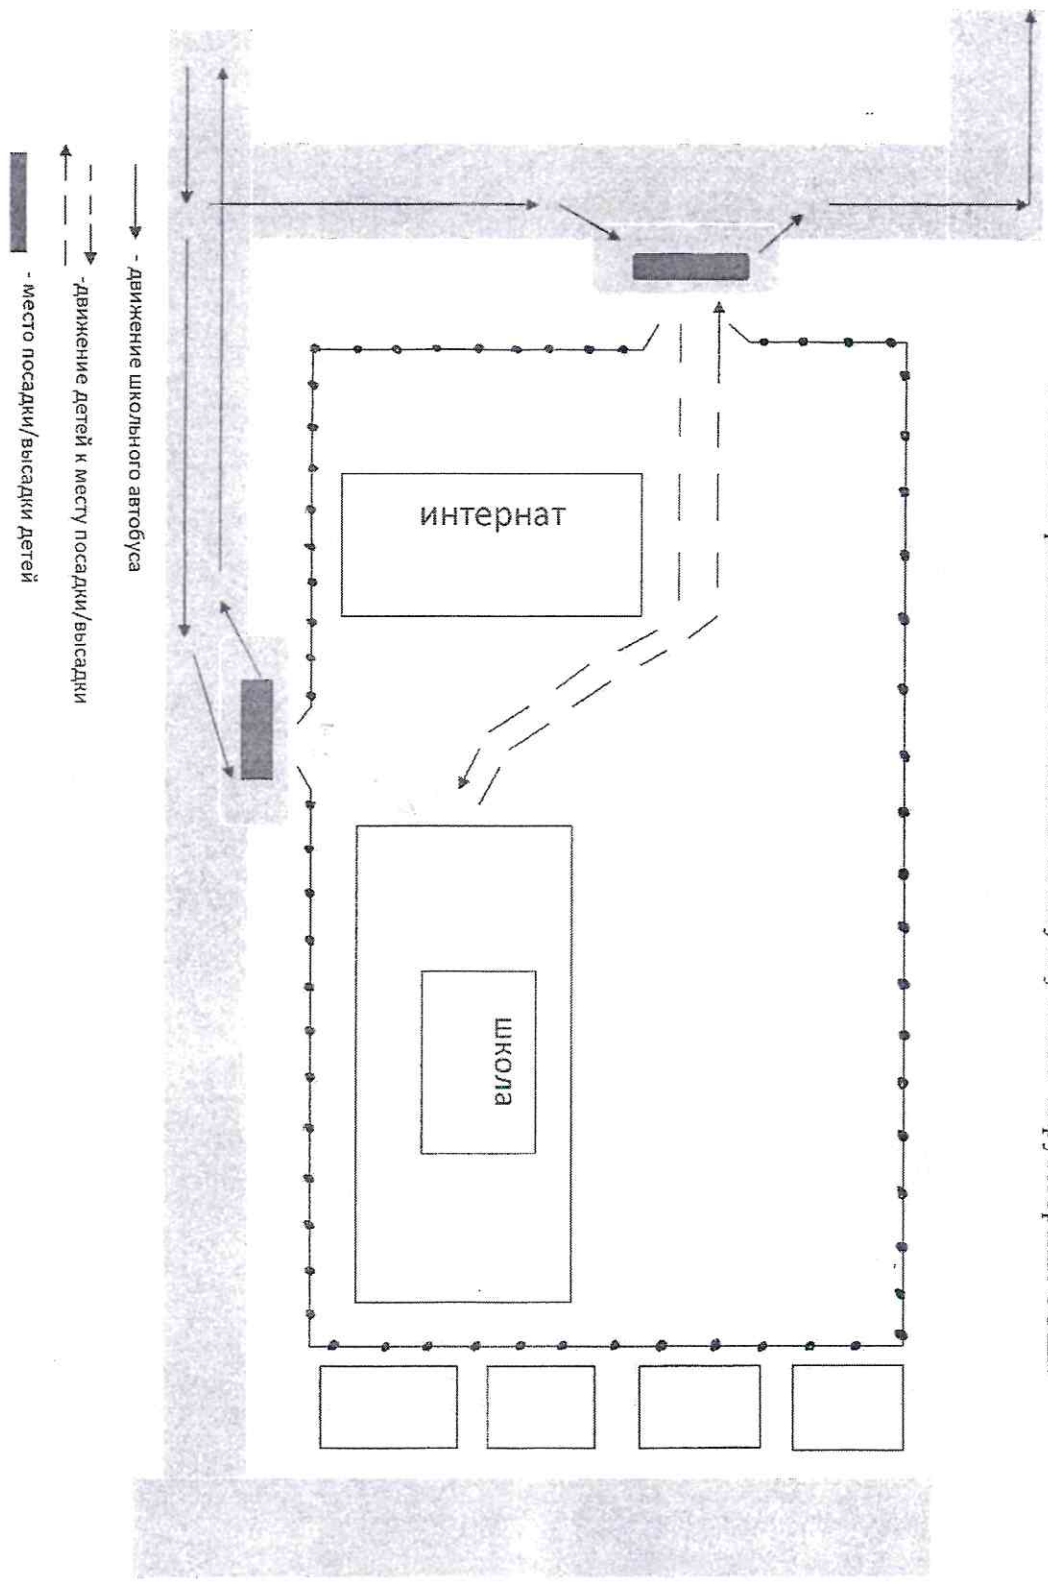 интернат
школа
- движение школьного автобуса
-движение детей к месту посадки/высадки
- место посадки/высадки детей